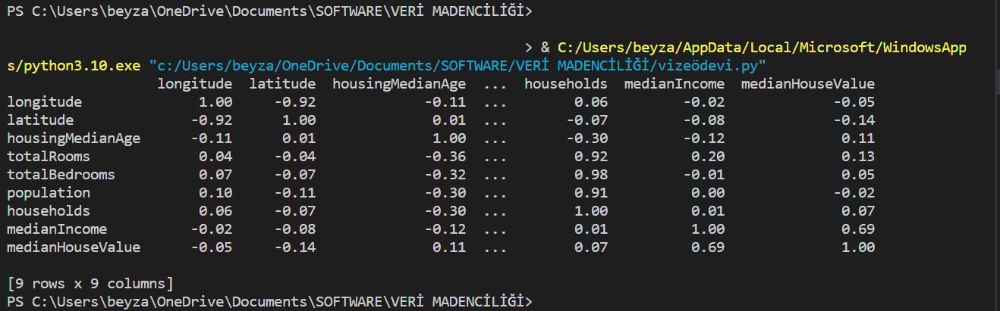 PS C:\Users\beyza\OneDrive\Documents\SOFTWARE\VERİ MADENCİLİĞİ>
> & C:/Users/beyza/AppData/Local/Microsoft/WindowsApp
s/python3.10.exe "c:/Users/beyza/OneDrive/Documents/SOFTWARE/VERİ MADENCİLİĞİ/vizeödevi.py"
longitude latitude housingMedianAge ... households medianIncome medianHouseValue
longitude 1.00 -0.92 -0.11 ... 0.06 -0.02 -0.05
latitude -0.92 1.00 0.01 ... -0.07 -0.08 -0.14
housingMedianAge -0.11 0.01 1.00 ... -0.30 -0.12 0.11
totalRooms 0.04 -0.04 -0.36 ... 0.92 0.20 0.13
totalBedrooms 0.07 -0.07 -0.32 ... 0.98 -0.01 0.05
population 0.10 -0.11 -0.30 ... 0.91 0.00 -0.02
households 0.06 -0.07 -0.30 ... 1.00 0.01 0.07
medianIncome -0.02 -0.08 -0.12 ... 0.01 1.00 0.69
medianHouseValue -0.05 -0.14 0.11 ... 0.07 0.69 1.00
[9 rows x 9 columns]
PS C:\Users\beyza\OneDrive\Documents\SOFTWARE\VERİ MADENCİLİĞİ>